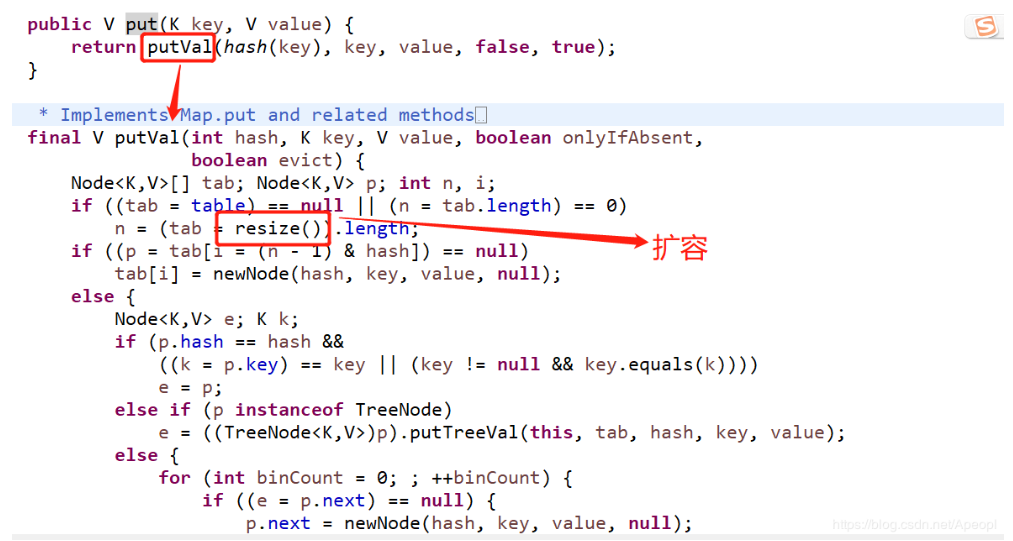 public V put(K key, V value) {
    return putVal(hash(key), key, value, false, true);
}
 * Implements Map.put and related methods
final V putVal(int hash, K key, V value, boolean onlyIfAbsent,
               boolean evict) {
    Node<K,V>[] tab; Node<K,V> p; int n, i;
    if ((tab = table) == null || (n = tab.length) == 0)
        n = (tab = resize()).length;
扩容
    if ((p = tab[i = (n - 1) & hash]) == null)
        tab[i] = newNode(hash, key, value, null);
    else {
        Node<K,V> e; K k;
        if (p.hash == hash &&
            ((k = p.key) == key || (key != null && key.equals(k))))
            e = p;
        else if (p instanceof TreeNode)
            e = ((TreeNode<K,V>)p).putTreeVal(this, tab, hash, key, value);
        else {
            for (int binCount = 0; ; ++binCount) {
                if ((e = p.next) == null) {
                    p.next = newNode(hash, key, value, null);
https://blog.csdn.net/Apeopl